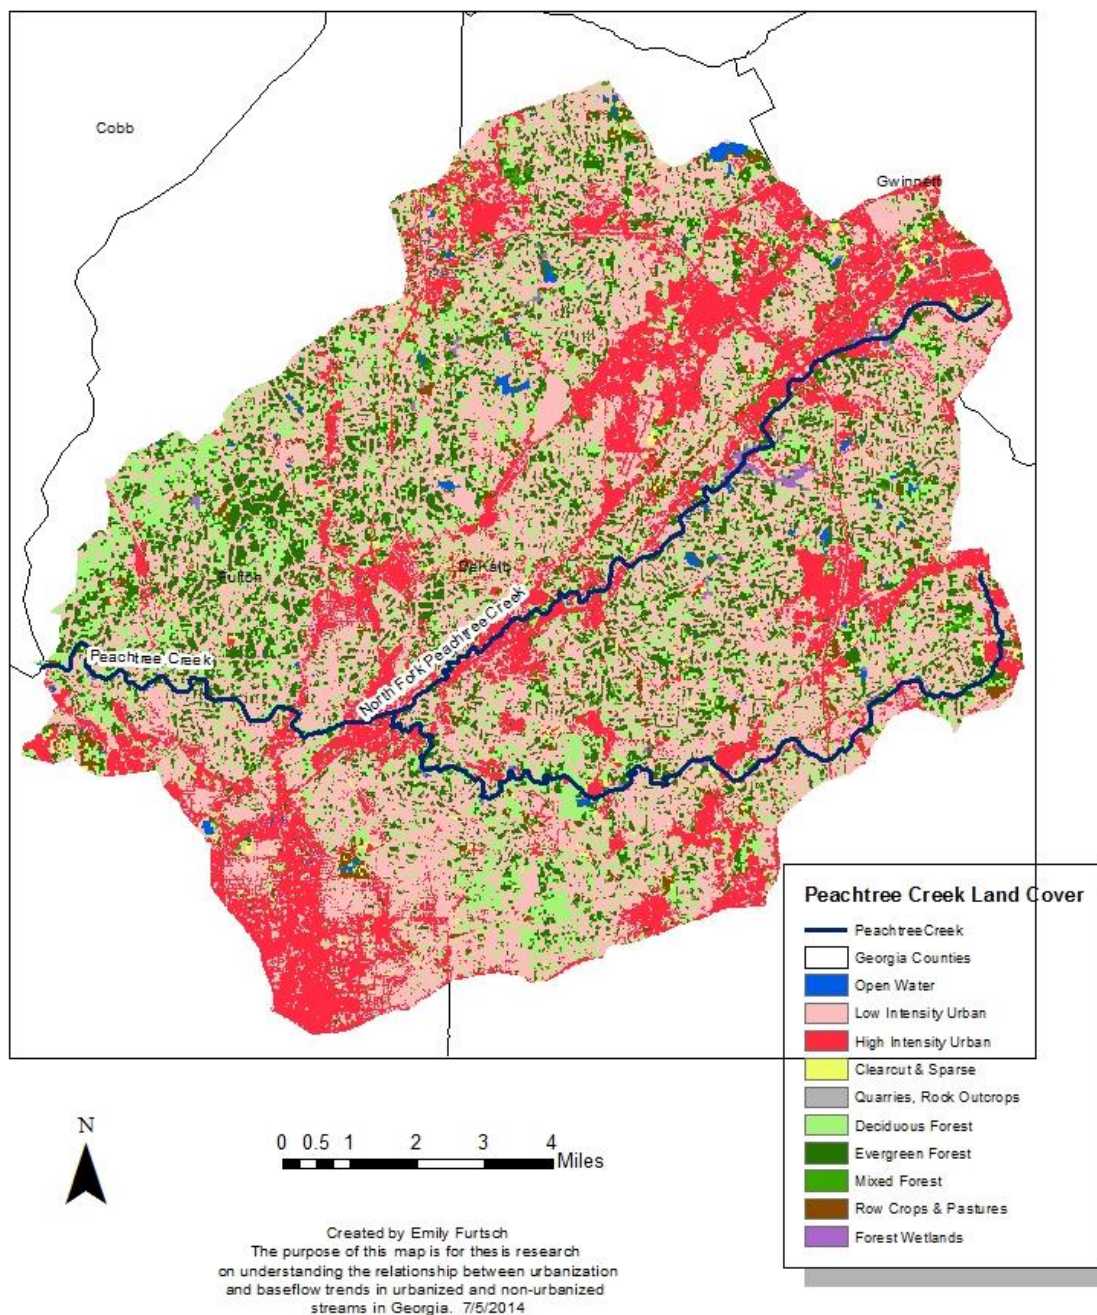 Cobb
Gwinnett
Fulton
DeKalb
Peachtree Creek
North Fork Peachtree Creek
Peachtree Creek Land Cover
PeachtreeCreek
Georgia Counties
Open Water
Low Intensity Urban
High Intensity Urban
Clearcut & Sparse
Quarries, Rock Outcrops
Deciduous Forest
Evergreen Forest
Mixed Forest
Row Crops & Pastures
Forest Wetlands
N
0 0.5 1 2 3 4
Miles
Created by Emily Furtsch
The purpose of this map is for thesis research
on understanding the relationship between urbanization
and baseflow trends in urbanized and non-urbanized
streams in Georgia. 7/5/2014